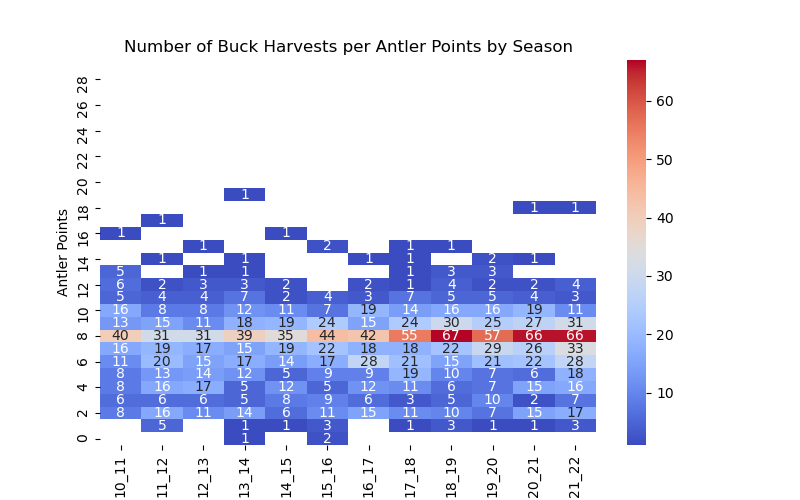 Number of Buck Harvests per Antler Points by Season
Antler Points
28
26
24
22
20
1
18 1 1
1
16 1 1
1 2 1 1
14 1 1 1 1 2 1
5 1 1 1 3 3
12 6 2 3 3 2 2 1 4 2 2 4
5 4 4 7 2 4 3 7 5 5 4 3
10 16 8 8 12 11 7 19 14 16 16 19 11
13 15 11 18 19 24 15 24 30 25 27 31
8 40 31 31 39 35 44 42 55 67 57 66 66
16 19 17 15 19 22 18 18 22 29 26 33
6 11 20 15 17 14 17 28 21 15 21 22 28
8 13 14 12 5 9 9 19 10 7 6 18
4 8 16 17 5 12 5 12 11 6 7 15 16
6 6 6 5 8 9 6 3 5 10 2 7
2 8 16 11 14 6 11 15 11 10 7 15 17
5 1 1 3 1 3 1 1 3
0 1 2
10_11 11_12 12_13 13_14 14_15 15_16 16_17 17_18 18_19 19_20 20_21 21_22
60
50
40
30
20
10